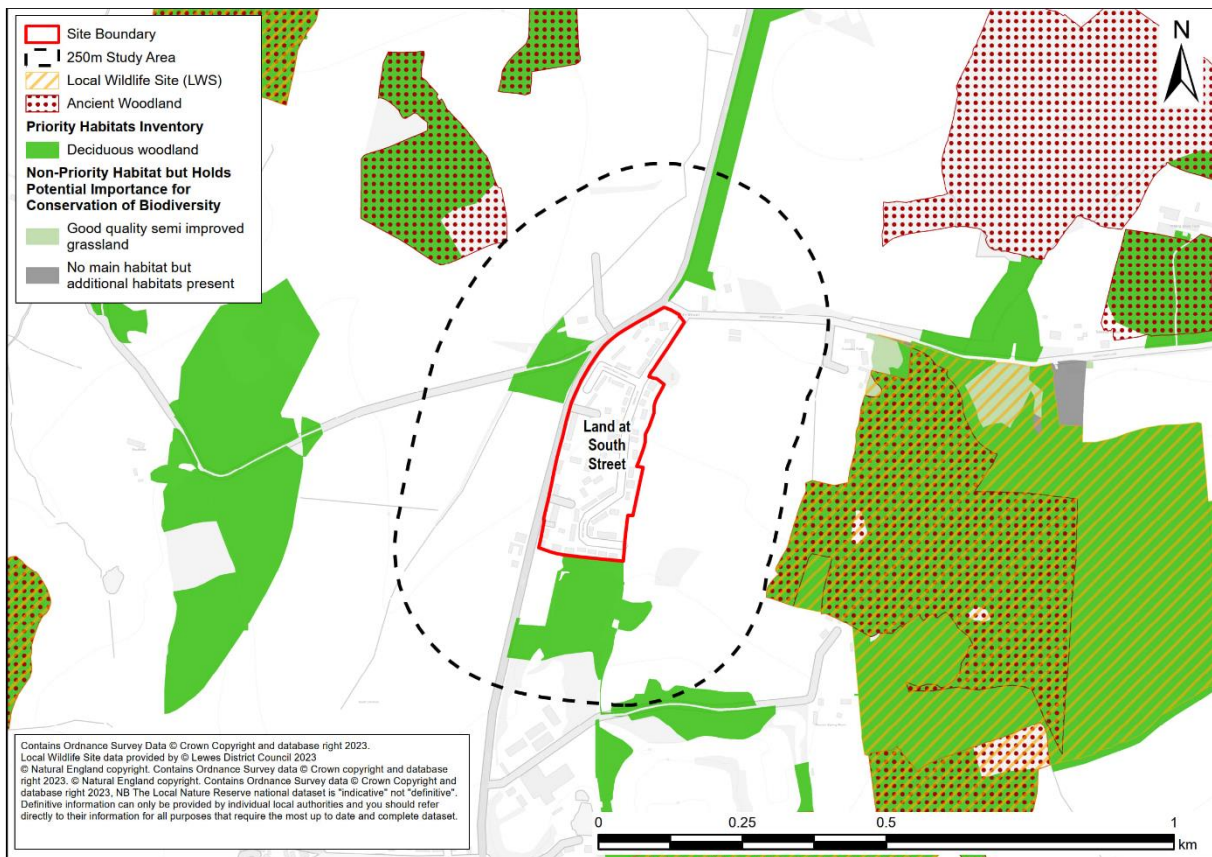 Site Boundary
250m Study Area
Local Wildlife Site (LWS)
Ancient Woodland
Priority Habitats Inventory
Deciduous woodland
Non-Priority Habitat but Holds
Potential Importance for
Conservation of Biodiversity
Good quality semi improved
grassland
No main habitat but
additional habitats present
N
Land at
South
Street
Contains Ordnance Survey Data © Crown Copyright and database right 2023.
Local Wildlife Site data provided by © Lewes District Council 2023
© Natural England copyright. Contains Ordnance Survey data © Crown copyright and database
right 2023. © Natural England copyright. Contains Ordnance Survey data © Crown Copyright and
database right 2023, NB The Local Nature Reserve national dataset is "indicative" not "definitive".
Definitive information can only be provided by individual local authorities and you should refer
directly to their information for all purposes that require the most up to date and complete dataset.
0 0.25 0.5 1
km